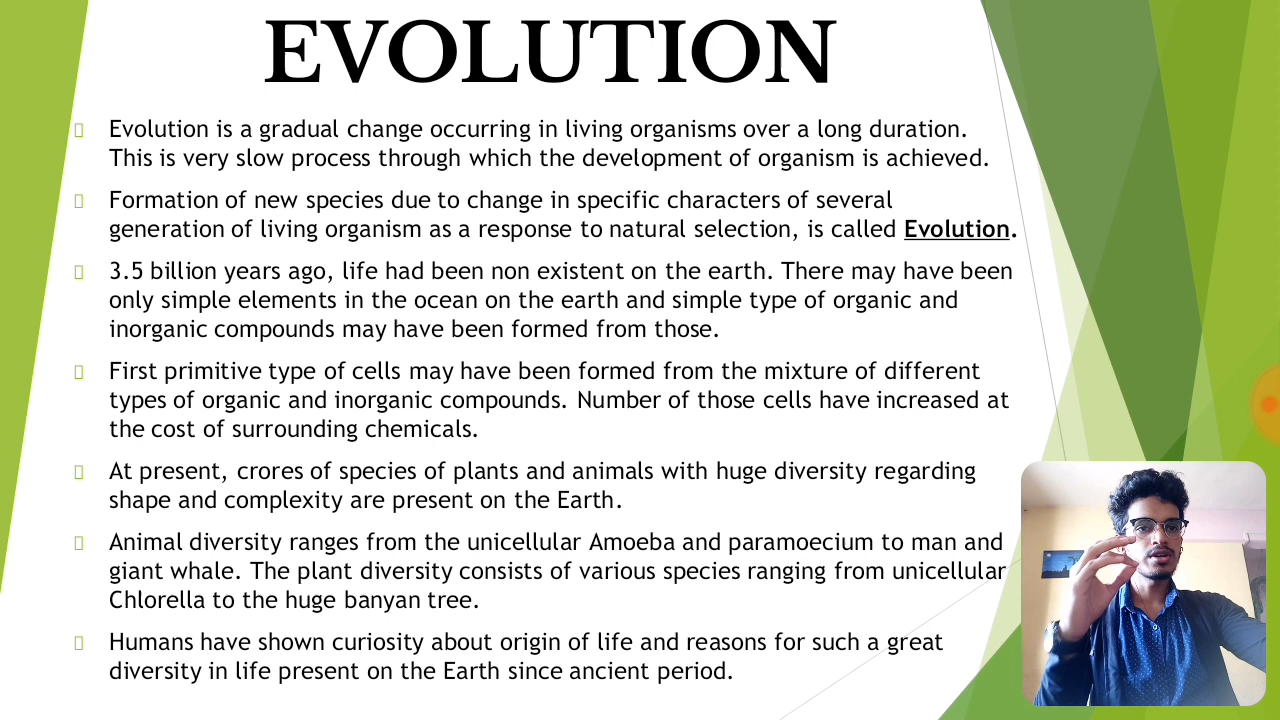 EVOLUTION
Evolution is a gradual change occurring in living organisms over a long duration.
This is very slow process through which the development of organism is achieved.
Formation of new species due to change in specific characters of several
generation of living organism as a response to natural selection, is called Evolution.
3.5 billion years ago, life had been non existent on the earth. There may have been
only simple elements in the ocean on the earth and simple type of organic and
inorganic compounds may have been formed from those.
First primitive type of cells may have been formed from the mixture of different
types of organic and inorganic compounds. Number of those cells have increased at
the cost of surrounding chemicals.
At present, crores of species of plants and animals with huge diversity regarding
shape and complexity are present on the Earth.
Animal diversity ranges from the unicellular Amoeba and paramoecium to man and
giant whale. The plant diversity consists of various species ranging from unicellular
Chlorella to the huge banyan tree.
Humans have shown curiosity about origin of life and reasons for such a great
diversity in life present on the Earth since ancient period.